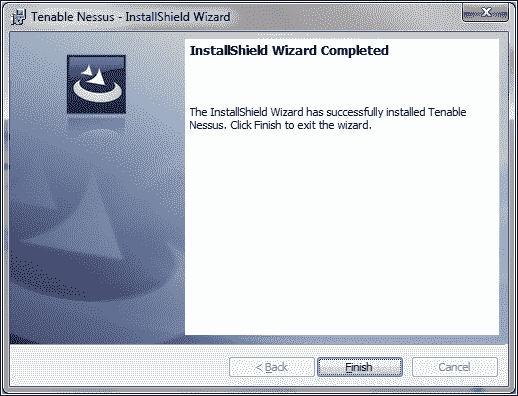 Tenable Nessus - InstallShield Wizard
InstallShield Wizard Completed
The InstallShield Wizard has successfully installed Tenable
Nessus. Click Finish to exit the wizard.
< Back
Finish
Cancel